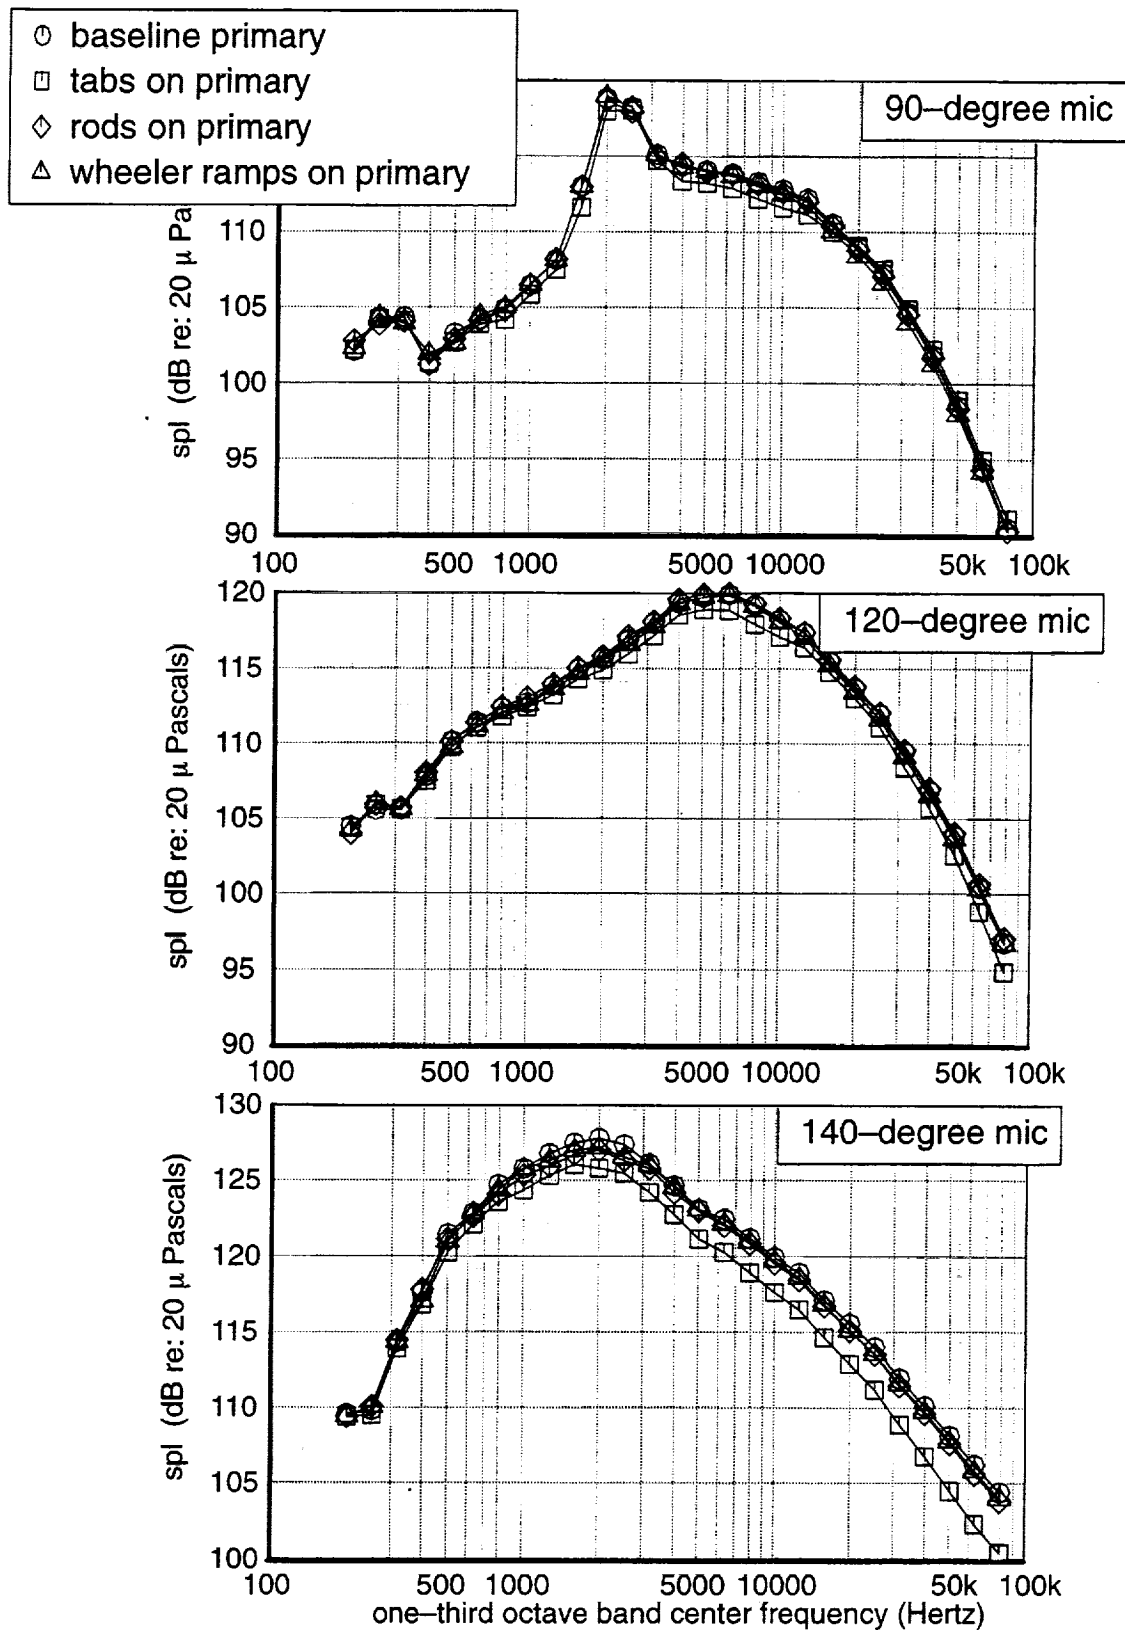 baseline primary
tabs on primary
rods on primary
wheeler ramps on primary
90–degree mic
spl (dB re: 20 μ Pa
110
105
100
95
90
100 500 1000 5000 10000 50k 100k
120–degree mic
spl (dB re: 20 μ Pascals)
120
115
110
105
100
95
90
100 500 1000 5000 10000 50k 100k
140–degree mic
spl (dB re: 20 μ Pascals)
130
125
120
115
110
105
100
100 500 1000 5000 10000 50k 100k
one–third octave band center frequency (Hertz)